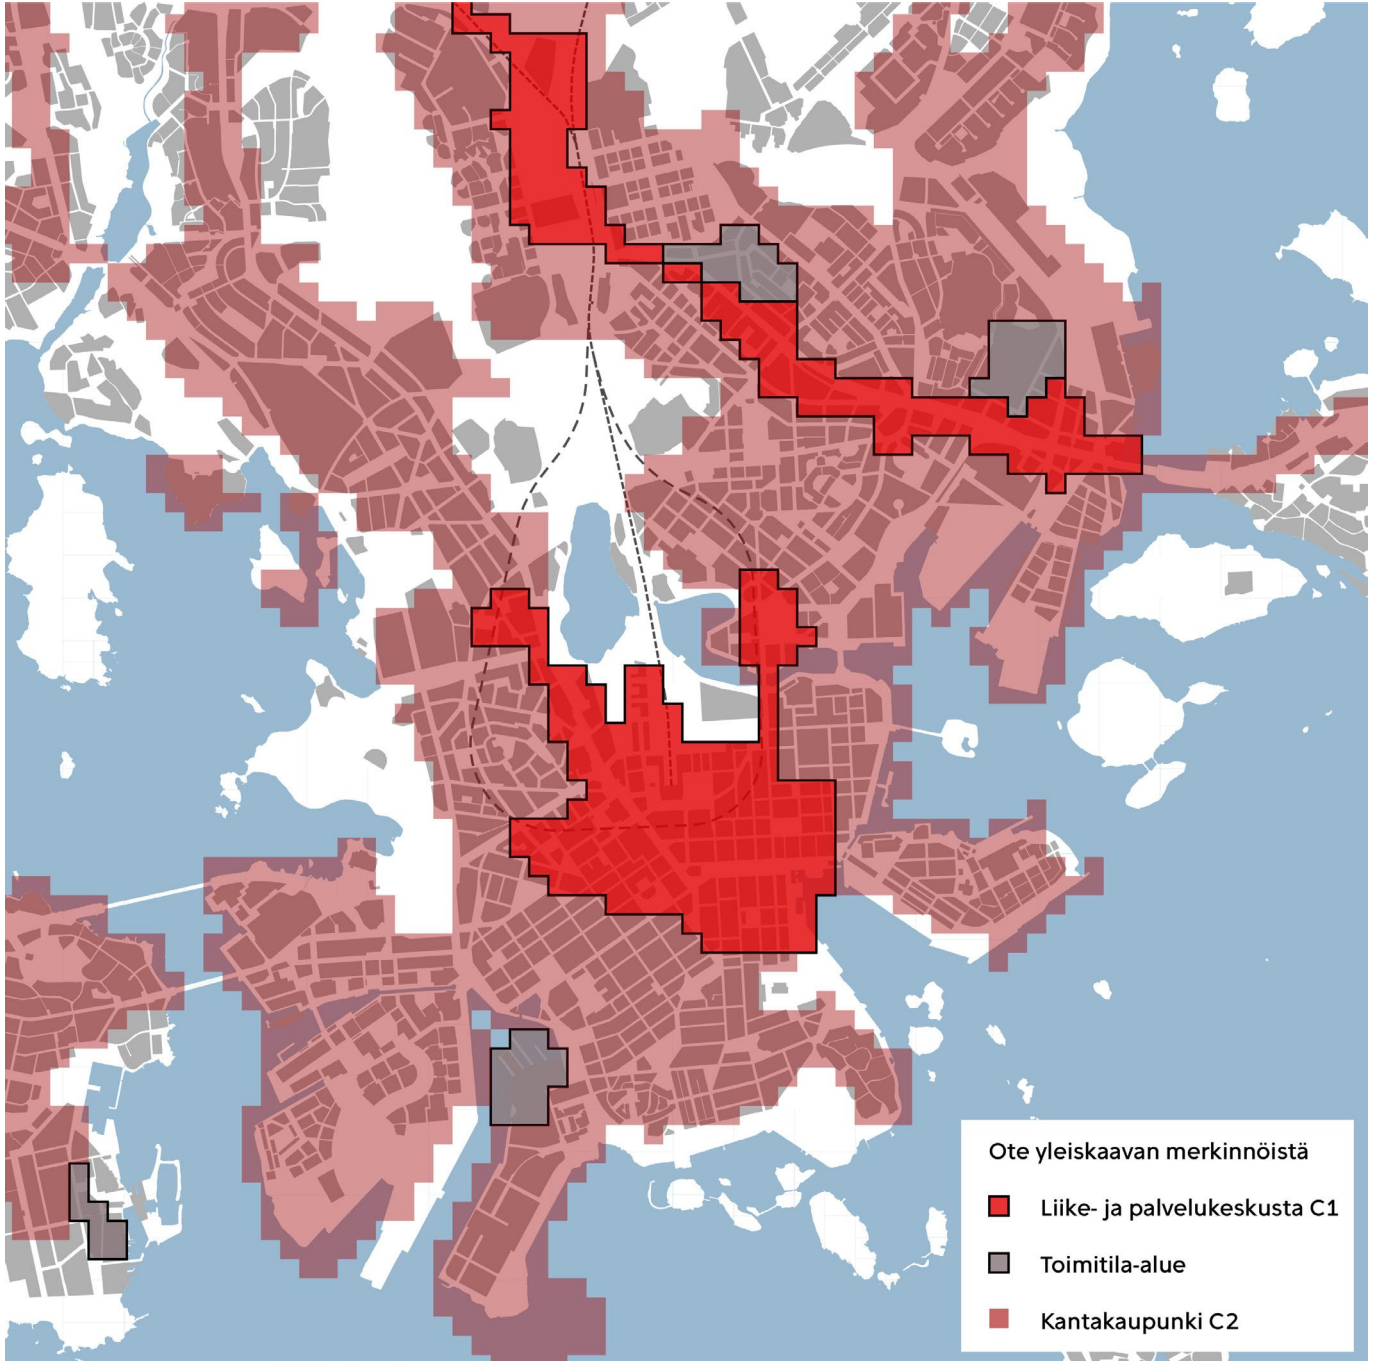 Ote yleiskaavan merkinnöistä
Liike- ja palvelukeskusta C1
Toimitila-alue
Kantakaupunki C2